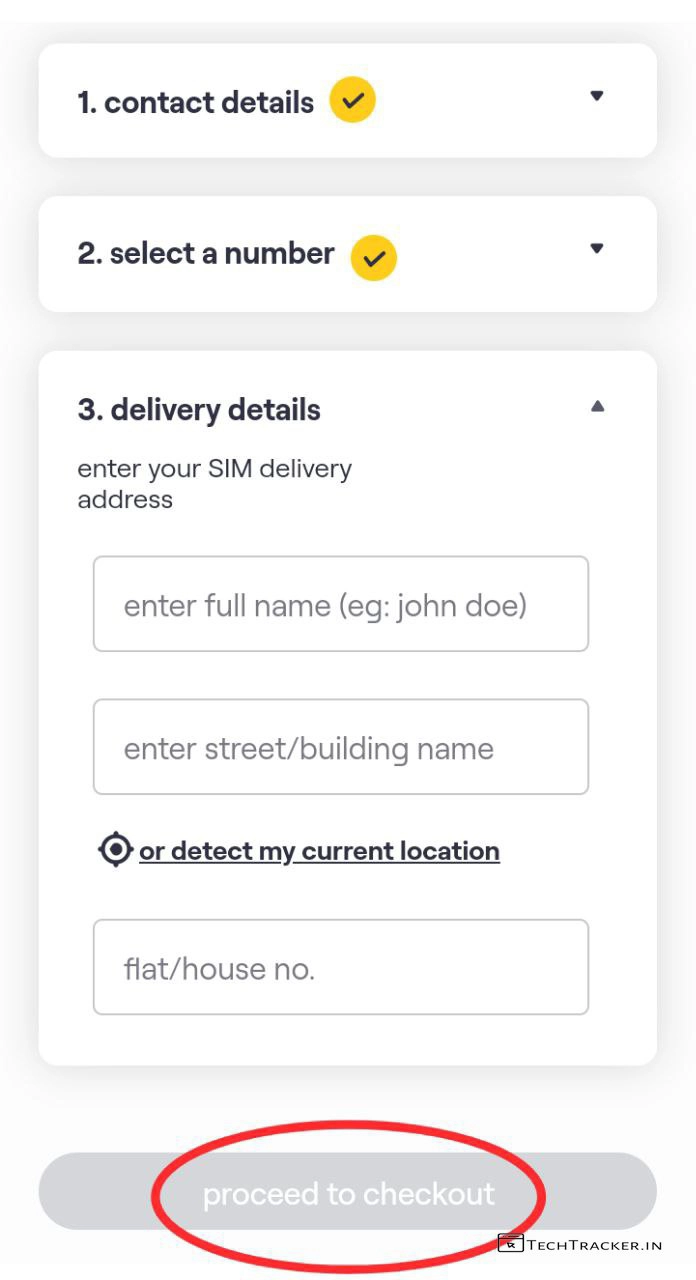 1. contact details
2. select a number
3. delivery details
enter your SIM delivery
address
enter full name (eg: john doe)
enter street/building name
or detect my current location
flat/house no.
proceed to checkout
TECHTRACKER.IN